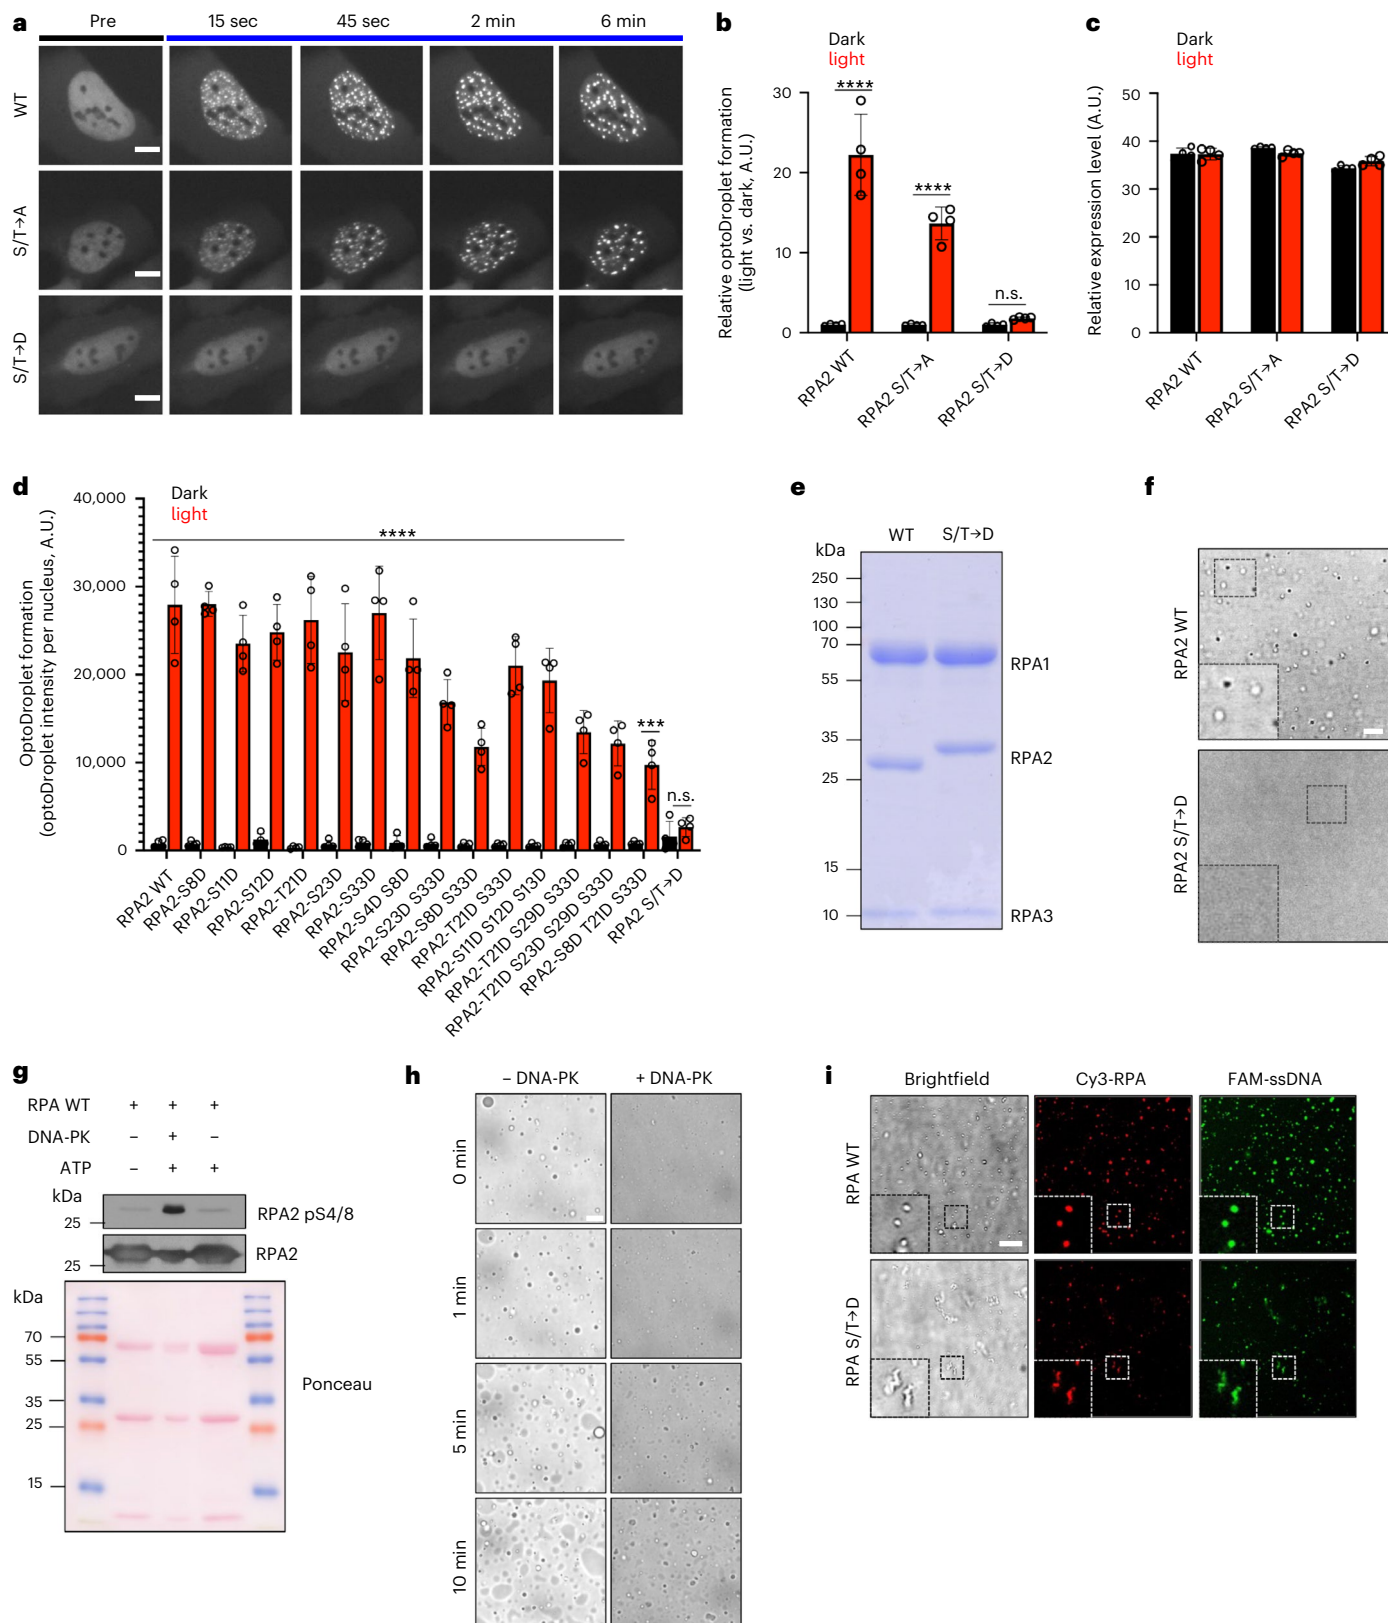 a
Pre 15 sec 45 sec 2 min 6 min
WT
S/T→A
S/T→D
b
Dark
light
Relative optoDroplet formation
(light vs. dark, A.U.)
30
20
10
0
****
****
n.s.
RPA2 WT
RPA2 S/T→A
RPA2 S/T→D
c
Dark
light
Relative expression level (A.U.)
50
40
30
20
10
0
RPA2 WT
RPA2 S/T→A
RPA2 S/T→D
d
Dark
light
OptoDroplet formation
(optoDroplet intensity per nucleus, A.U.)
40,000
30,000
20,000
10,000
0
****
***
n.s.
RPA2 WT
RPA2-S8D
RPA2-S11D
RPA2-S12D
RPA2-T21D
RPA2-S23D
RPA2-S33D
RPA2-S4D S8D
RPA2-S23D S33D
RPA2-S8D S33D
RPA2-T21D S33D
RPA2-S11D S12D S13D
RPA2-T21D S29D S33D
RPA2-T21D S23D S29D S33D
RPA2-S8D T21D S33D
RPA2 S/T→D
e
WT S/T→D
kDa
250
130
100
70
55
35
25
15
10
RPA1
RPA2
RPA3
f
RPA2 WT
RPA2 S/T→D
g
RPA WT + + +
DNA-PK – + –
ATP – + +
kDa
25
RPA2 pS4/8
25
RPA2
kDa
70
55
35
25
15
Ponceau
h
– DNA-PK + DNA-PK
0 min
1 min
5 min
10 min
i
Brightfield Cy3-RPA FAM-ssDNA
RPA WT
RPA S/T→D